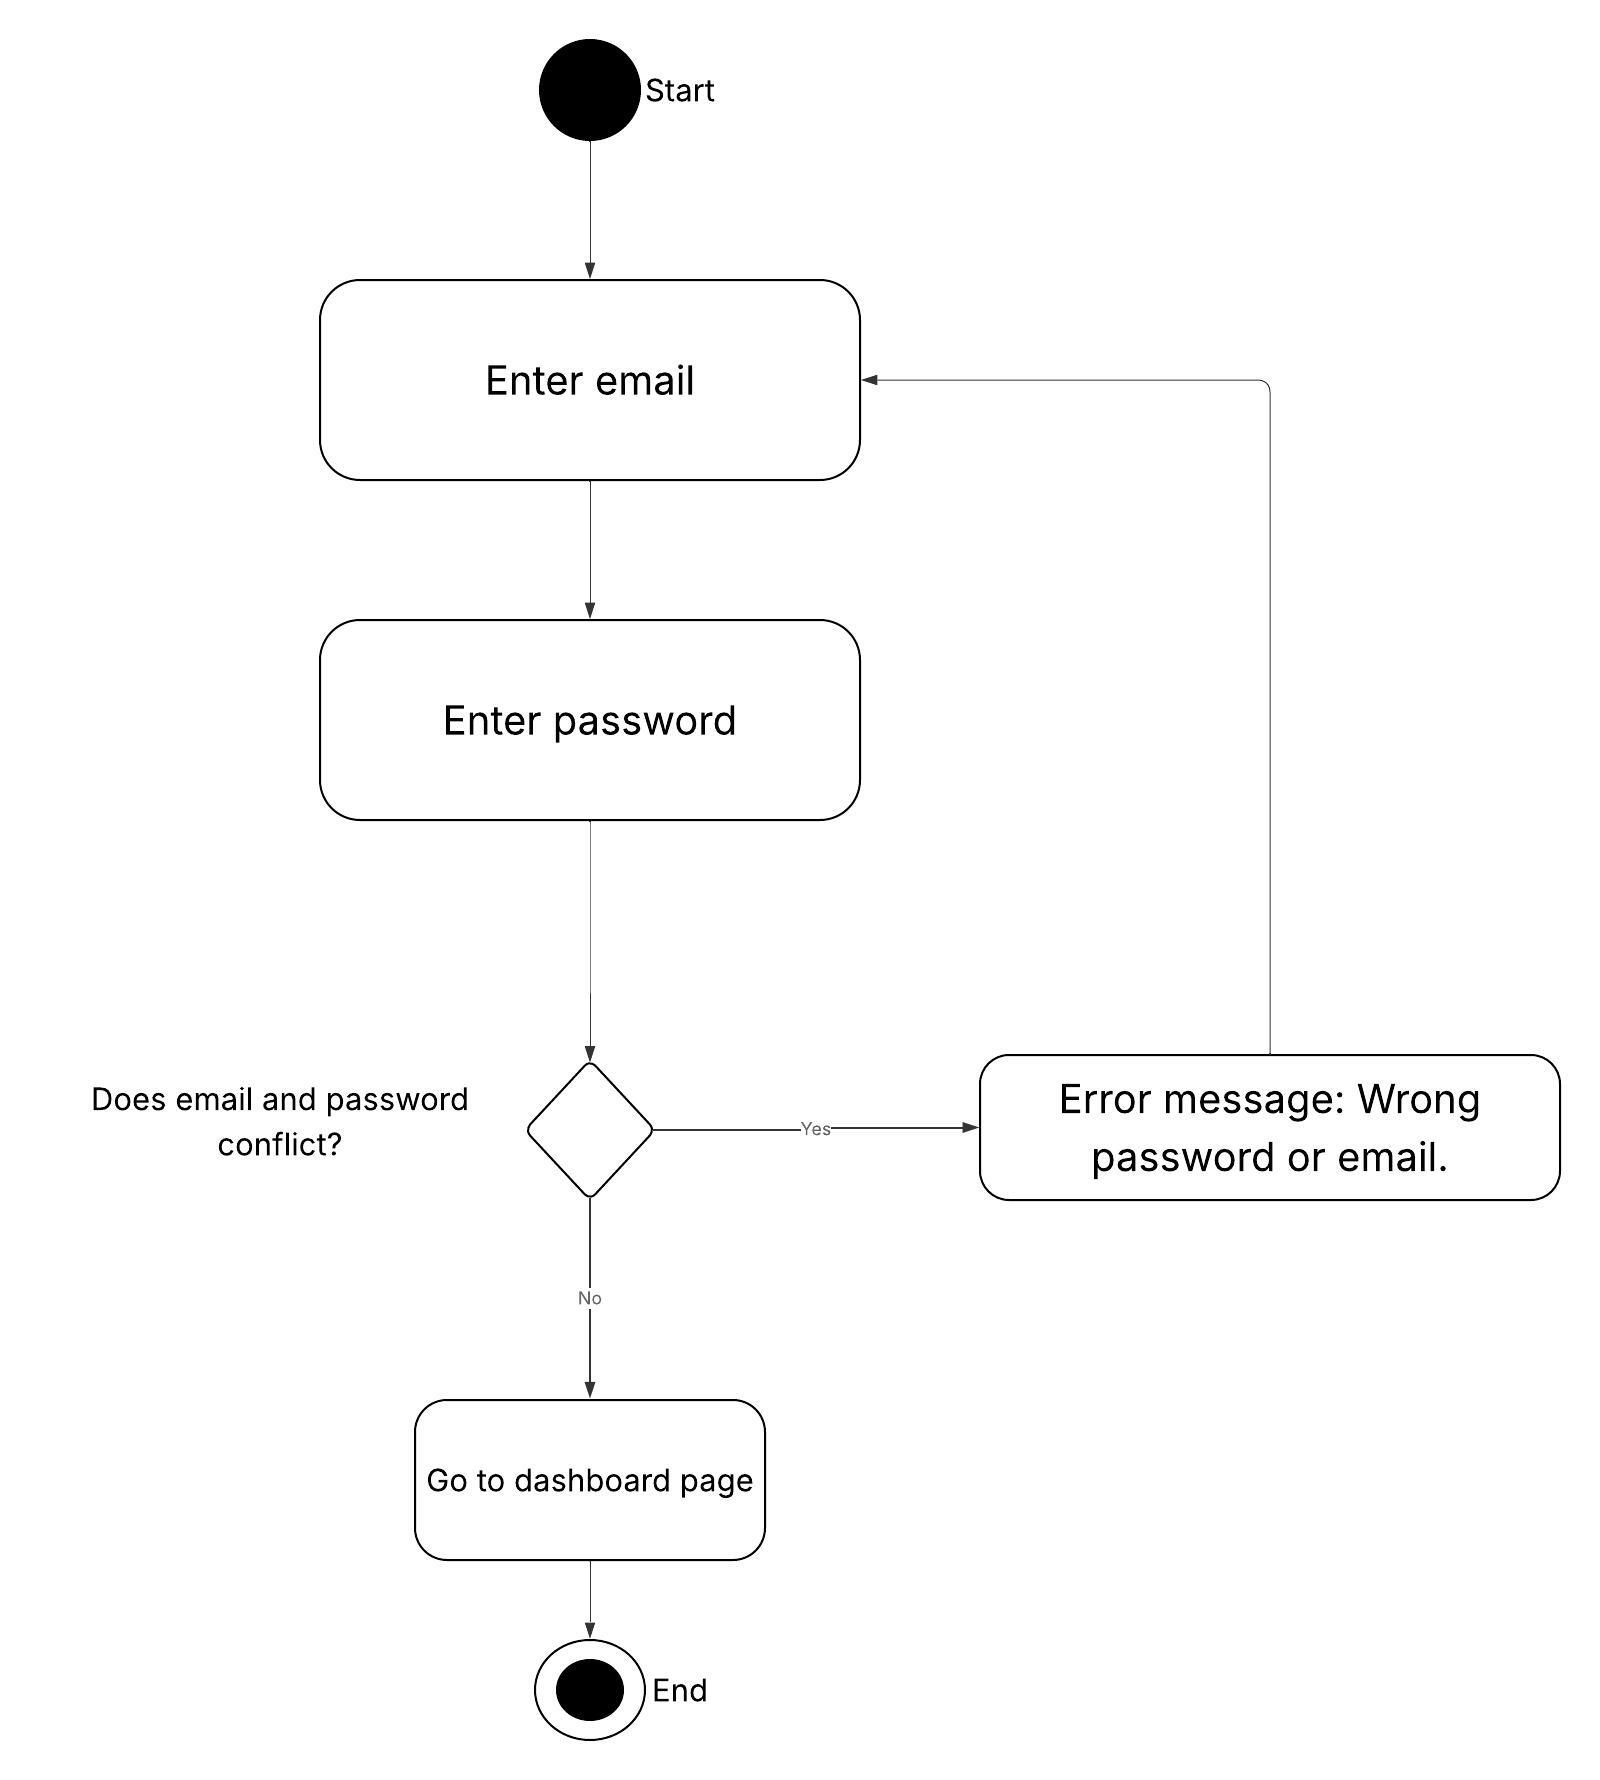 Start
Enter email
Enter password
Does email and password
conflict?
Yes
Error message: Wrong
password or email.
No
Go to dashboard page
End